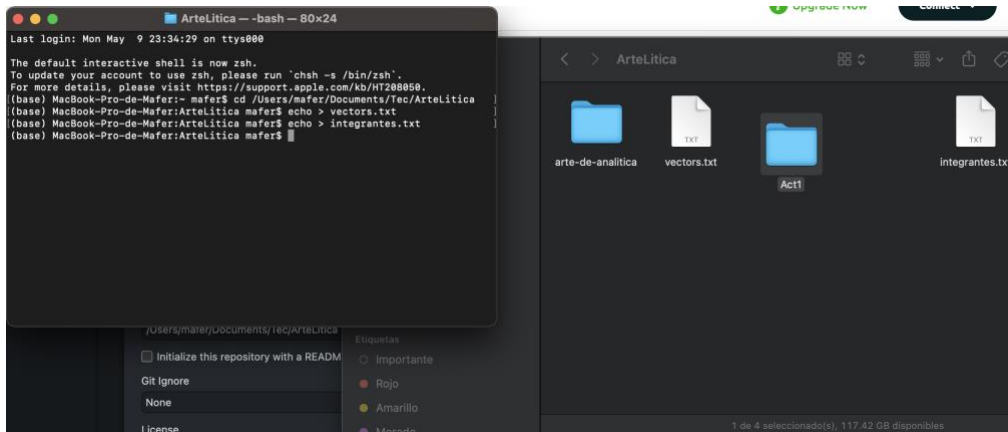 ArteLitica — -bash — 80×24
Last login: Mon May  9 23:34:29 on ttys000
The default interactive shell is now zsh.
To update your account to use zsh, please run `chsh -s /bin/zsh`.
For more details, please visit https://support.apple.com/kb/HT208050.
[(base) MacBook-Pro-de-Mafer:~ mafer$ cd /Users/mafer/Documents/Tec/ArteLitica ]
[(base) MacBook-Pro-de-Mafer:ArteLitica mafer$ echo > vectors.txt ]
[(base) MacBook-Pro-de-Mafer:ArteLitica mafer$ echo > integrantes.txt ]
(base) MacBook-Pro-de-Mafer:ArteLitica mafer$
Upgrade Now
Connect
ArteLitica
TXT
TXT
arte-de-analitica
vectors.txt
Act1
integrantes.tx
/Users/mafer/Documents/Tec/ArteLitica
Initialize this repository with a READM
Git Ignore
None
License
Etiquetas
Importante
Rojo
Amarillo
Morado
1 de 4 seleccionado(s), 117.42 GB disponibles